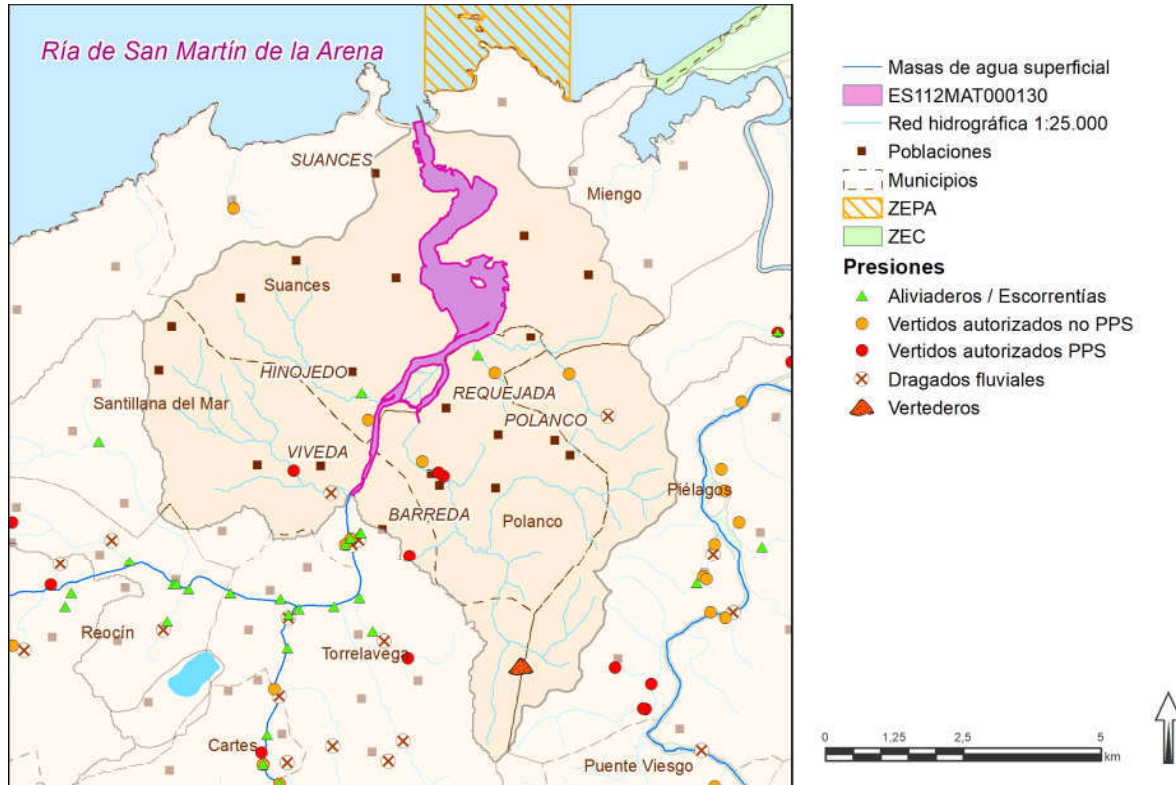 Ría de San Martín de la Arena
SUANCES
Miengo
Suances
HINOJEDO
Santillana del Mar
REQUEJADA
POLANCO
VIVEDA
Piélagos
BARREDA
Polanco
Reocín
Torrelavega
Cartes
Puente Viesgo
Masas de agua superficial
ES112MAT000130
Red hidrográfica 1:25.000
Poblaciones
Municipios
ZEPA
ZEC
Presiones
Aliviaderos / Escorrentías
Vertidos autorizados no PPS
Vertidos autorizados PPS
Dragados fluviales
Vertederos
0 1,25 2,5 5
km